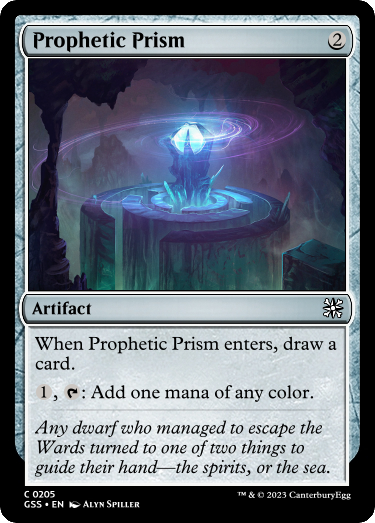 Prophetic Prism 2
Artifact
When Prophetic Prism enters, draw a
card.
1, : Add one mana of any color.
Any dwarf who managed to escape the
Wards turned to one of two things to
guide their hand—the spirits, or the sea.
C 0205
GSS • EN Alyn Spiller
™ & © 2023 CanterburyEgg